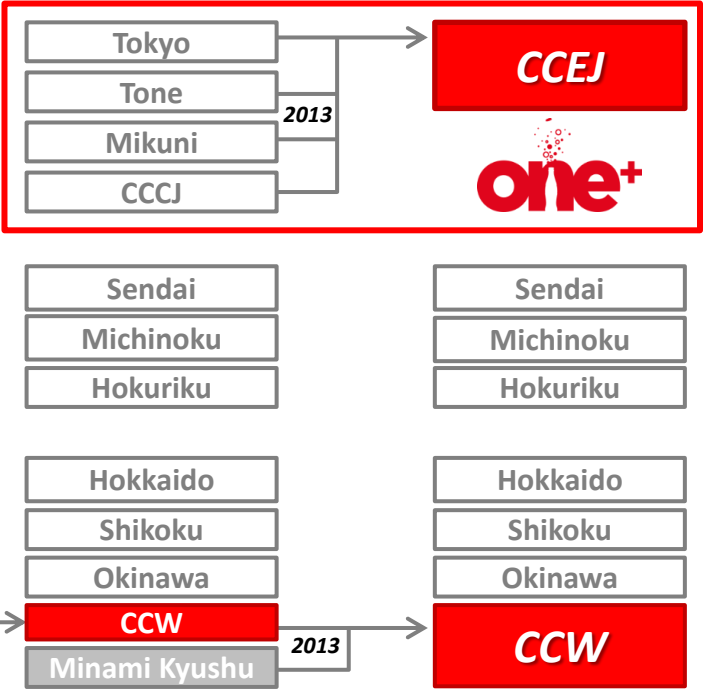 Tokyo
Tone
Mikuni
CCCJ
2013
CCEJ
one+
Sendai
Michinoku
Hokuriku
Sendai
Michinoku
Hokuriku
Hokkaido
Shikoku
Okinawa
CCW
Minami Kyushu
2013
Hokkaido
Shikoku
Okinawa
CCW